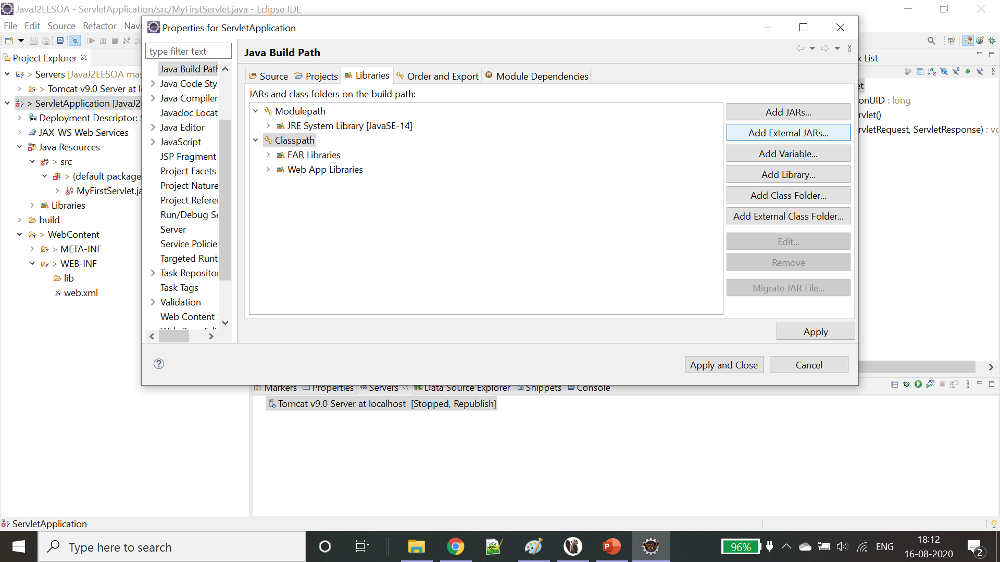 JavaJ2EESOA - ServletApplication/src/MyFirstServlet.java - Eclipse IDE
File Edit Source Refactor Navi
Properties for ServletApplication
type filter text
Java Build Path
Java Code Styl
Java Compiler
Javadoc Locat
Java Editor
JavaScript
JSP Fragment
Project Facets
Project Nature
Project Referer
Run/Debug Se
Server
Service Policie
Targeted Runt
Task Repositor
Task Tags
Validation
Web Content S
Java Build Path
Source Projects Libraries Order and Export Module Dependencies
JARs and class folders on the build path:
Modulepath
JRE System Library [JavaSE-14]
Classpath
EAR Libraries
Web App Libraries
Add JARs...
Add External JARs...
Add Variable...
Add Library...
Add Class Folder...
Add External Class Folder...
Edit...
Remove
Migrate JAR File...
Apply
Apply and Close
Cancel
Project Explorer
> Servers [JavaJ2EESOA mas
> Tomcat v9.0 Server at l
> ServletApplication [JavaJ2
Deployment Descriptor: S
JAX-WS Web Services
Java Resources
> src
> (default package
MyFirstServlet.ja
Libraries
build
> WebContent
> META-INF
> WEB-INF
lib
web.xml
k List
et
onUID : long
rvlet()
rvletRequest, ServletResponse) : vo
Markers Properties Servers Data Source Explorer Snippets Console
Tomcat v9.0 Server at localhost [Stopped, Republish]
ServletApplication
Type here to search
96%
ENG
18:12
16-08-2020
2